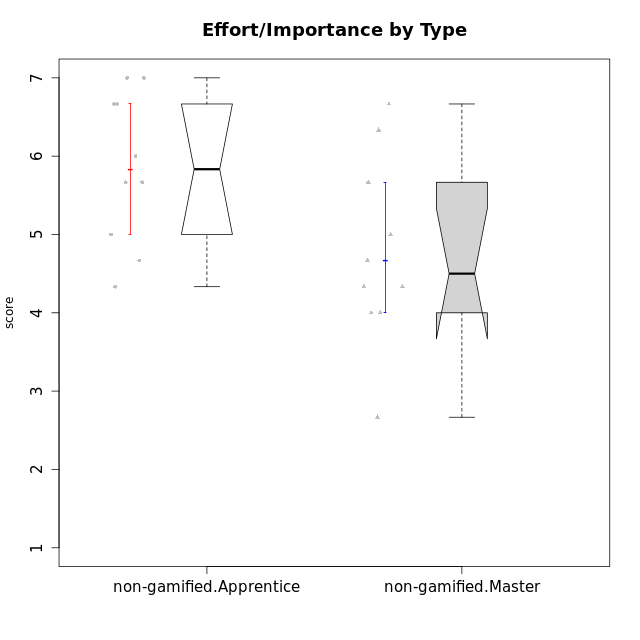 Effort/Importance by Type
score
7
6
5
4
3
2
1
non-gamified.Apprentice
non-gamified.Master